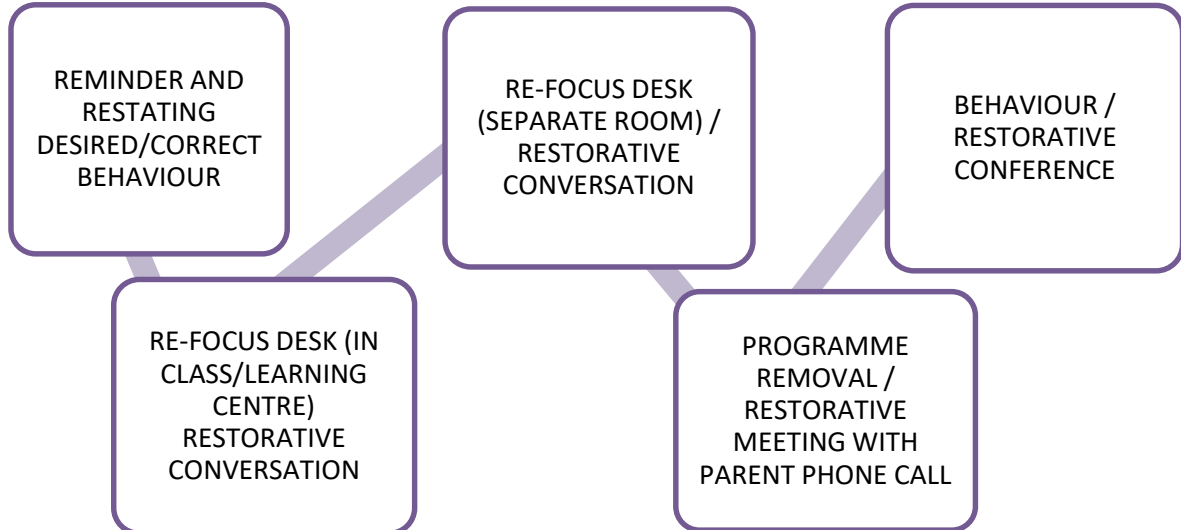 REMINDER AND
RESTATING
DESIRED/CORRECT
BEHAVIOUR
RE-FOCUS DESK (IN
CLASS/LEARNING
CENTRE)
RESTORATIVE
CONVERSATION
RE-FOCUS DESK
(SEPARATE ROOM) /
RESTORATIVE
CONVERSATION
PROGRAMME
REMOVAL /
RESTORATIVE
MEETING WITH
PARENT PHONE CALL
BEHAVIOUR /
RESTORATIVE
CONFERENCE